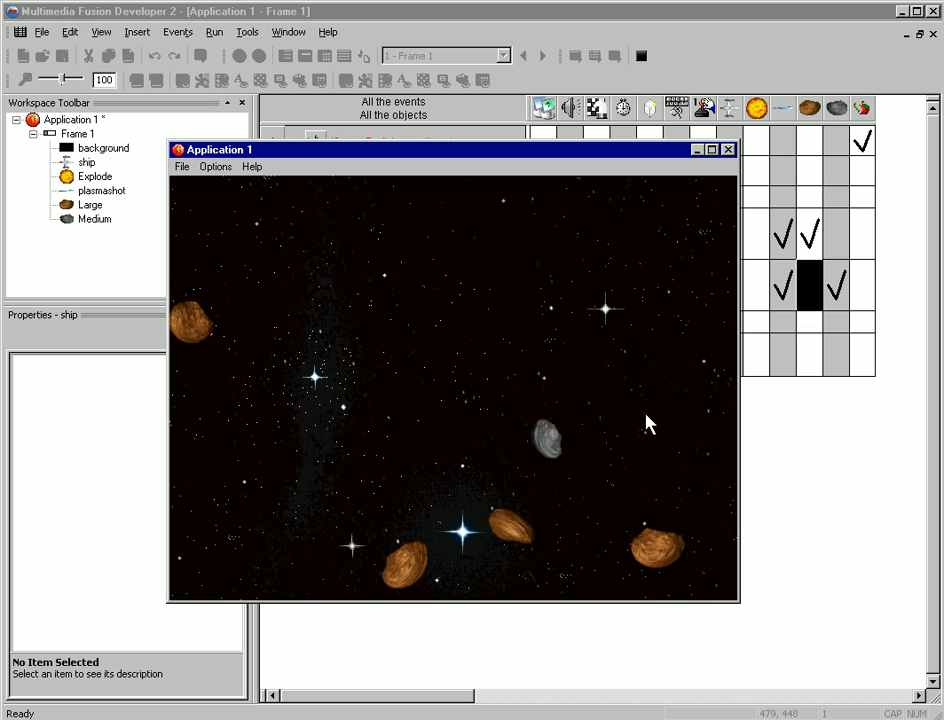 Multimedia Fusion Developer 2 - [Application 1 - Frame 1]
File Edit View Insert Events Run Tools Window Help
1 - Frame 1
100
Workspace Toolbar
Application 1 *
Frame 1
background
ship
Explode
plasmashot
Large
Medium
All the events
All the objects
Application 1
File Options Help
Properties - ship
No Item Selected
Select an item to see its description
Ready
479, 448
1
CAP NUM